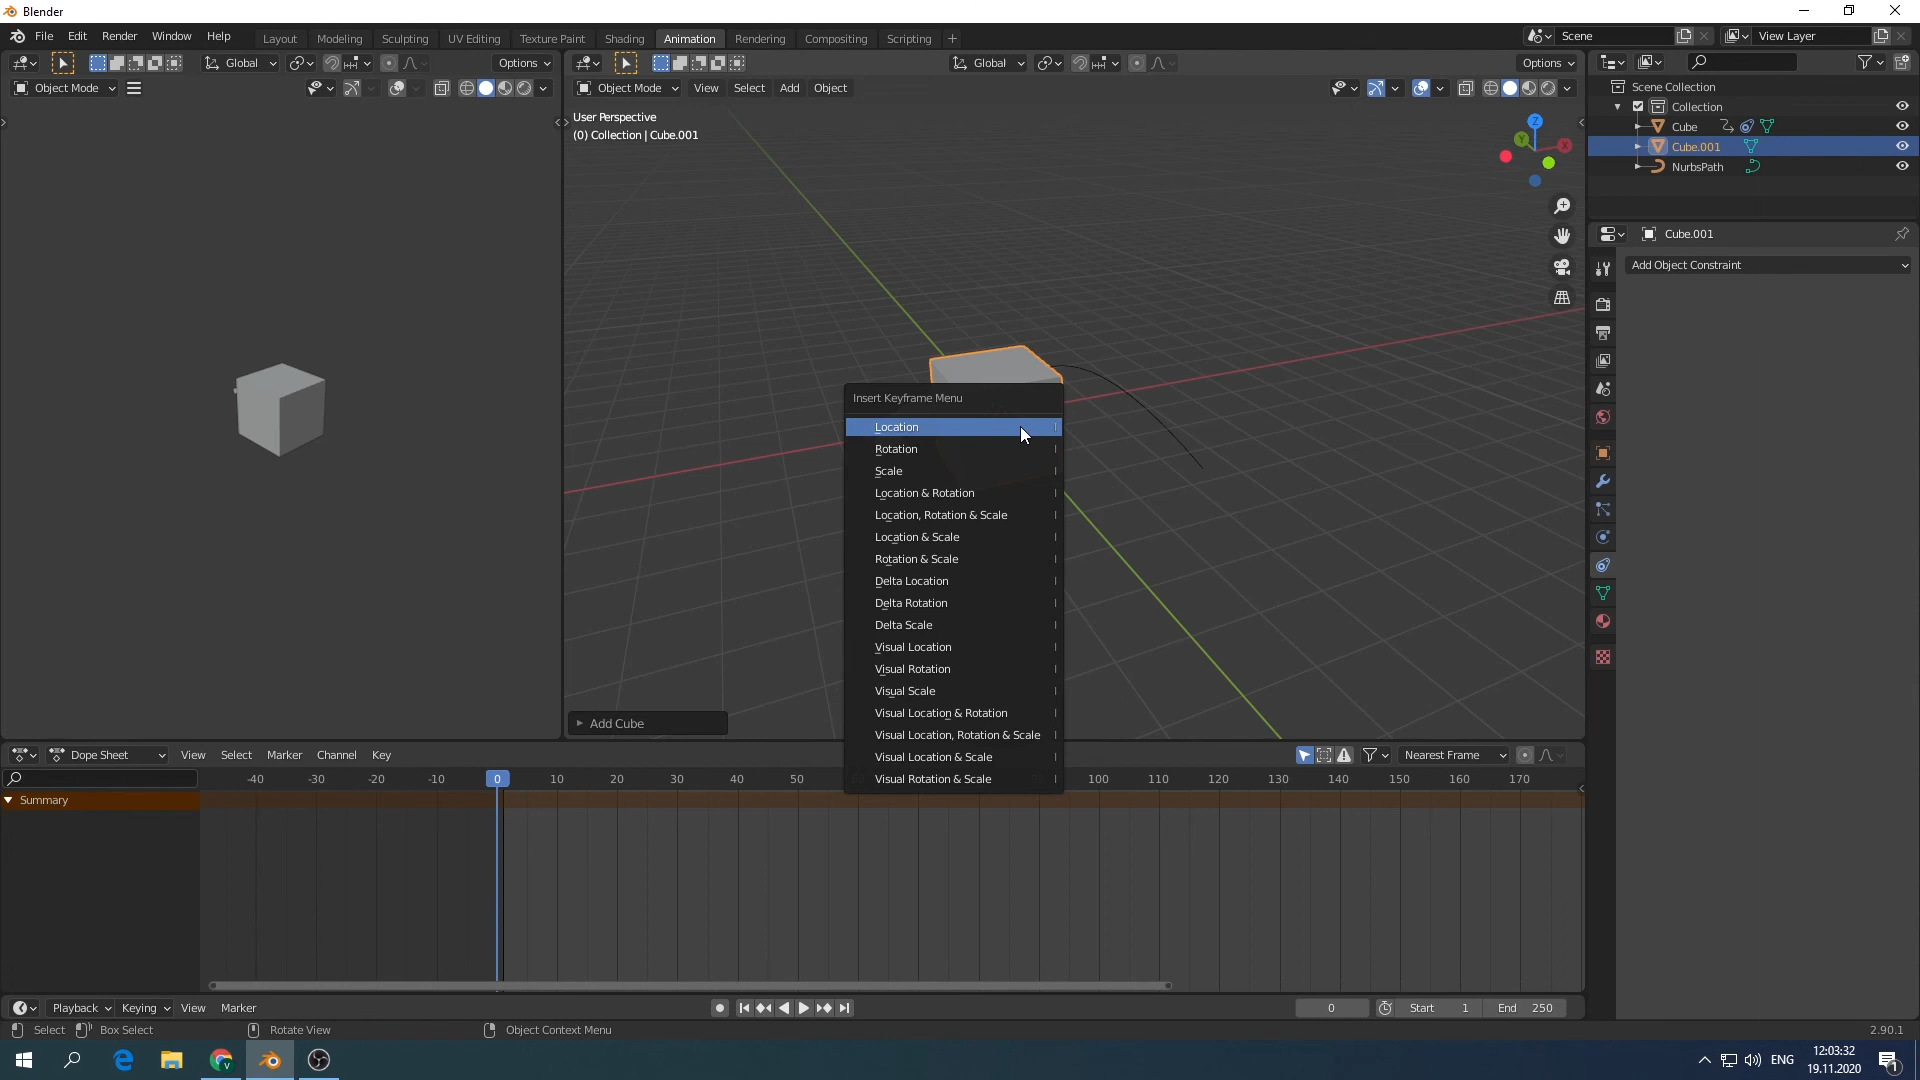 Blender
File Edit Render Window Help
Layout Modeling Sculpting UV Editing Texture Paint Shading Animation Rendering Compositing Scripting
Scene
View Layer
Global
Options
Global
Options
Object Mode
Object Mode
View Select Add Object
User Perspective
(0) Collection | Cube.001
Z
Y
X
Scene Collection
Collection
Cube
Cube.001
NurbsPath
Cube.001
Add Object Constraint
Insert Keyframe Menu
Location I
Rotation I
Scale I
Location & Rotation I
Location, Rotation & Scale I
Location & Scale I
Rotation & Scale I
Delta Location I
Delta Rotation I
Delta Scale I
Visual Location I
Visual Rotation I
Visual Scale I
Visual Location & Rotation I
Visual Location, Rotation & Scale I
Visual Location & Scale I
Visual Rotation & Scale I
Add Cube
Dope Sheet View Select Marker Channel Key
Nearest Frame
-40 -30 -20 -10 0 10 20 30 40 50 100 110 120 130 140 150 160 170
Summary
Playback Keying View Marker
0
Start 1
End 250
Select Box Select Rotate View Object Context Menu
2.90.1
ENG
12:03:32
19.11.2020
1